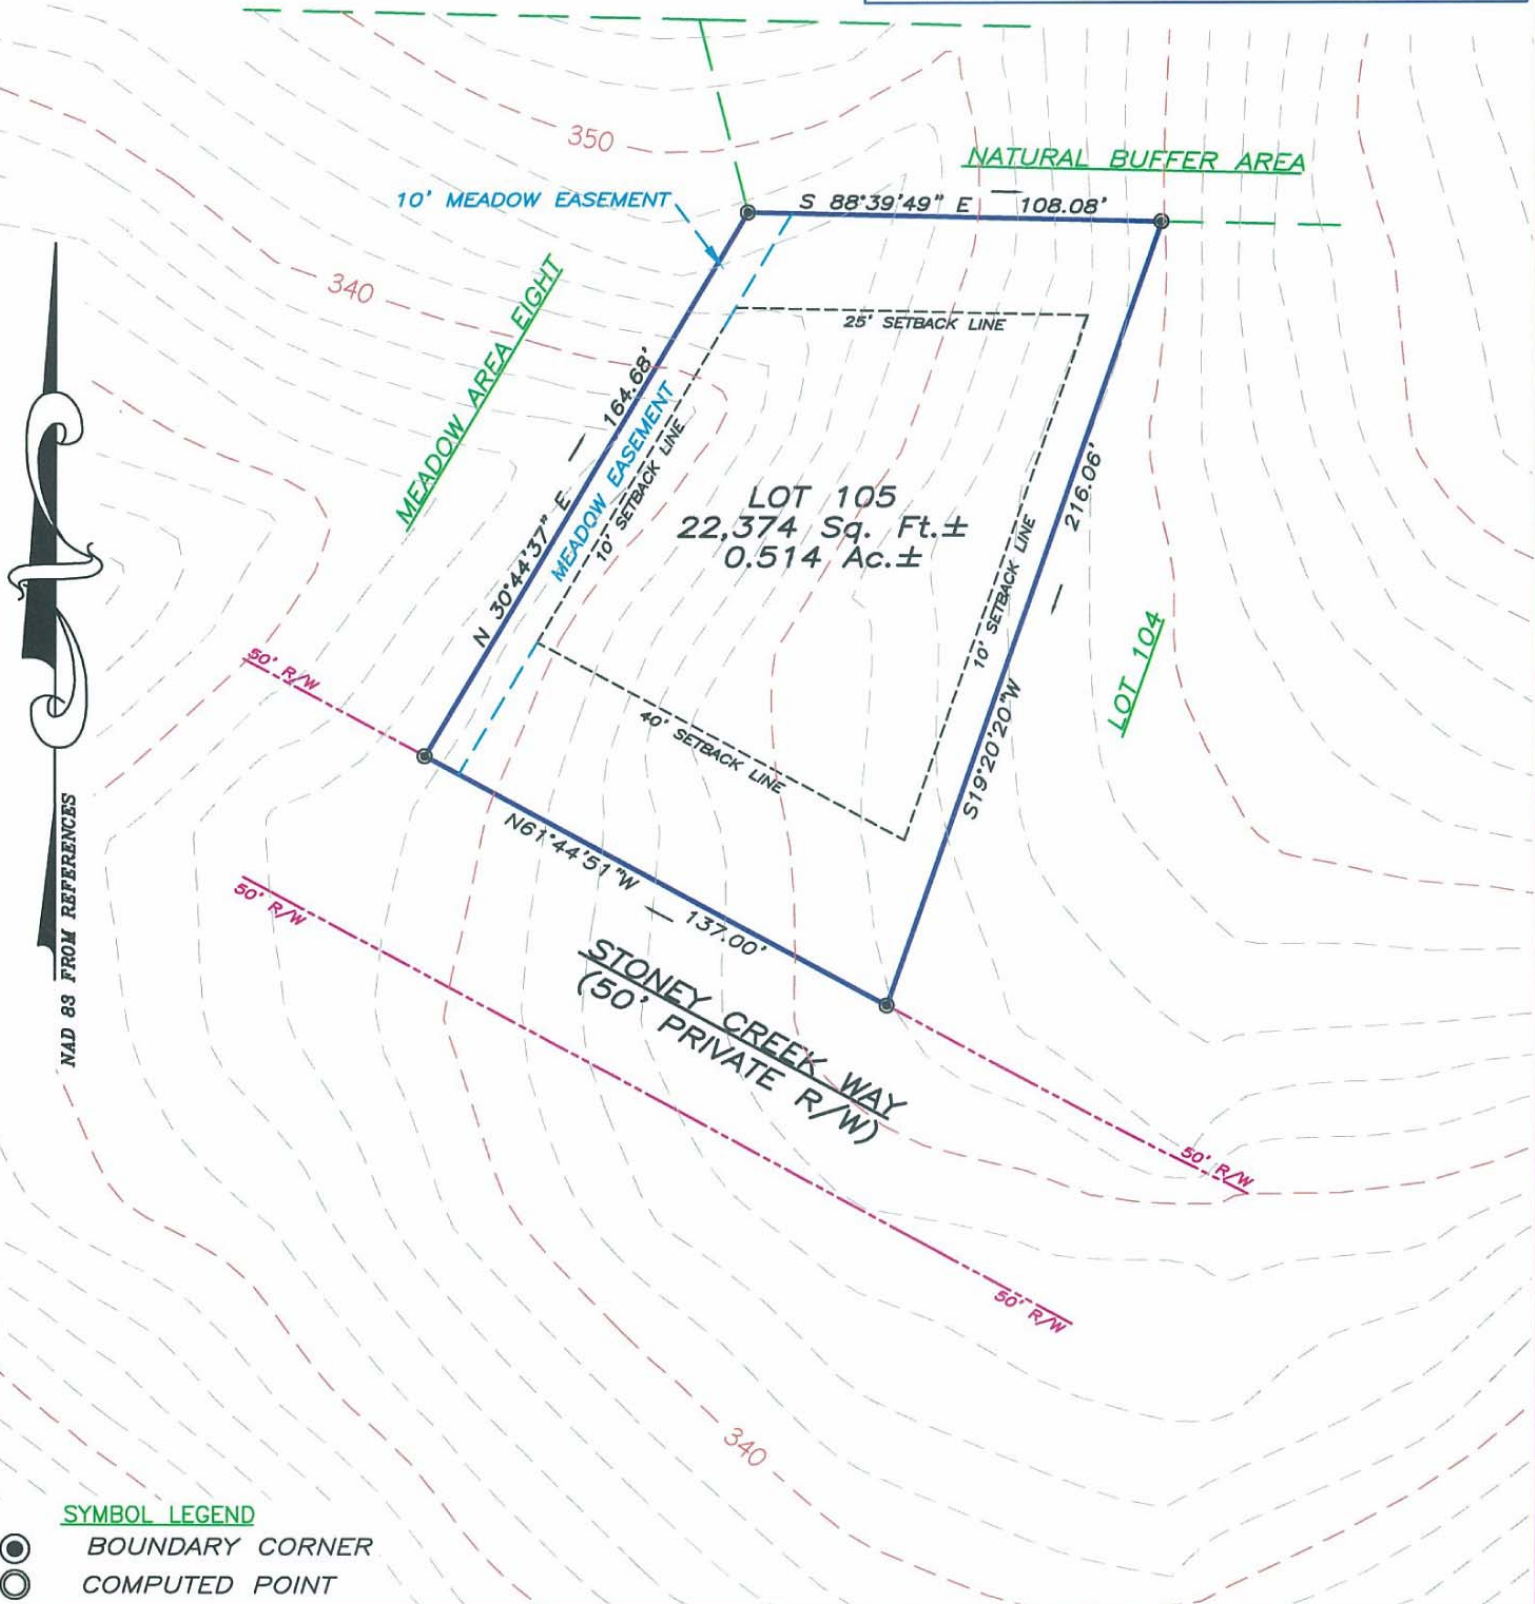 350
NATURAL BUFFER AREA
10' MEADOW EASEMENT
S 88°39'49" E — 108.08'
340
MEADOW AREA EIGHT
25' SETBACK LINE
N 30°44'37" E — 164.68'
MEADOW EASEMENT
10' SETBACK LINE
LOT 105
22,374 Sq. Ft.±
0.514 Ac.±
10' SETBACK LINE
S19°20'20"W — 216.06'
LOT 104
50' R/W
40' SETBACK LINE
N61°44'51"W — 137.00'
50' R/W
STONEY CREEK WAY
(50' PRIVATE R/W)
NAD 83 FROM REFERENCES
50' R/W
50' R/W
340
SYMBOL LEGEND
BOUNDARY CORNER
COMPUTED POINT